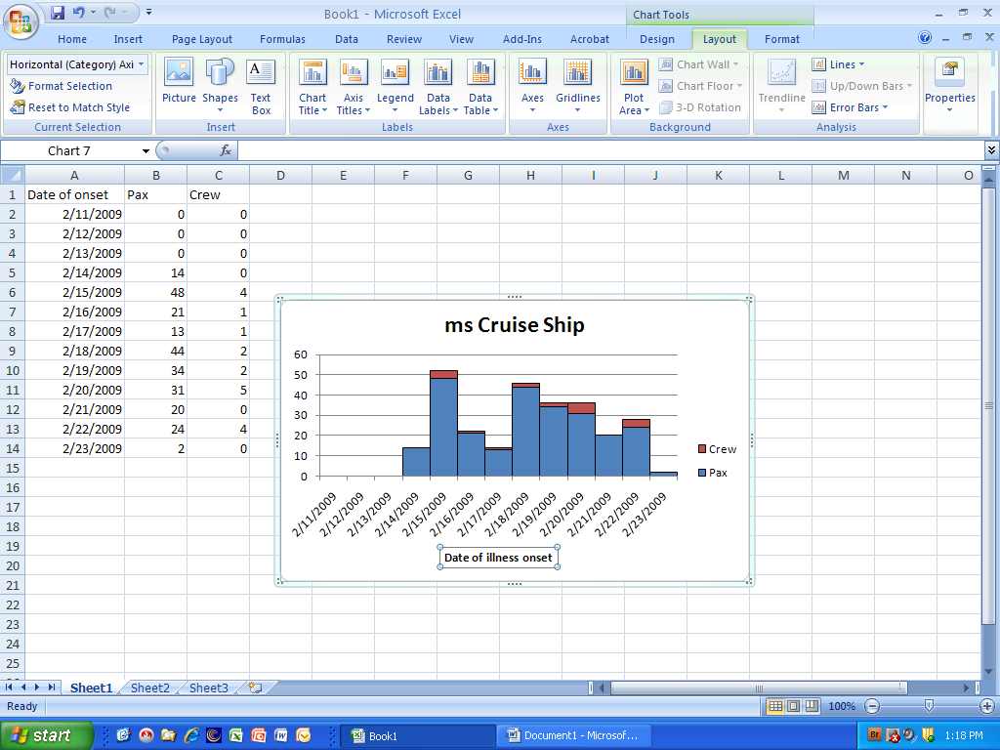 Book1 - Microsoft Excel
Chart Tools
Home Insert Page Layout Formulas Data Review View Add-Ins Acrobat Design Layout Format
Horizontal (Category) Axi
Format Selection
Reset to Match Style
Current Selection
Picture Shapes Text Box
Insert
Chart Title Axis Titles Legend Data Labels Data Table
Labels
Axes Gridlines
Axes
Plot Area
Chart Wall
Chart Floor
3-D Rotation
Background
Trendline
Lines
Up/Down Bars
Error Bars
Analysis
Properties
Chart 7
fx
A B C D E F G H I J K L M N O
1 Date of onset Pax Crew
2 2/11/2009 0 0
3 2/12/2009 0 0
4 2/13/2009 0 0
5 2/14/2009 14 0
6 2/15/2009 48 4
7 2/16/2009 21 1
8 2/17/2009 13 1
9 2/18/2009 44 2
10 2/19/2009 34 2
11 2/20/2009 31 5
12 2/21/2009 20 0
13 2/22/2009 24 4
14 2/23/2009 2 0
15
16
17
18
19
20
21
22
23
24
25
ms Cruise Ship
60
50
40
30
20
10
0
Crew
Pax
2/11/2009 2/12/2009 2/13/2009 2/14/2009 2/15/2009 2/16/2009 2/17/2009 2/18/2009 2/19/2009 2/20/2009 2/21/2009 2/22/2009 2/23/2009
Date of illness onset
Sheet1 Sheet2 Sheet3
Ready
100%
start
Book1
Document1 - Microsof...
Br
1:18 PM